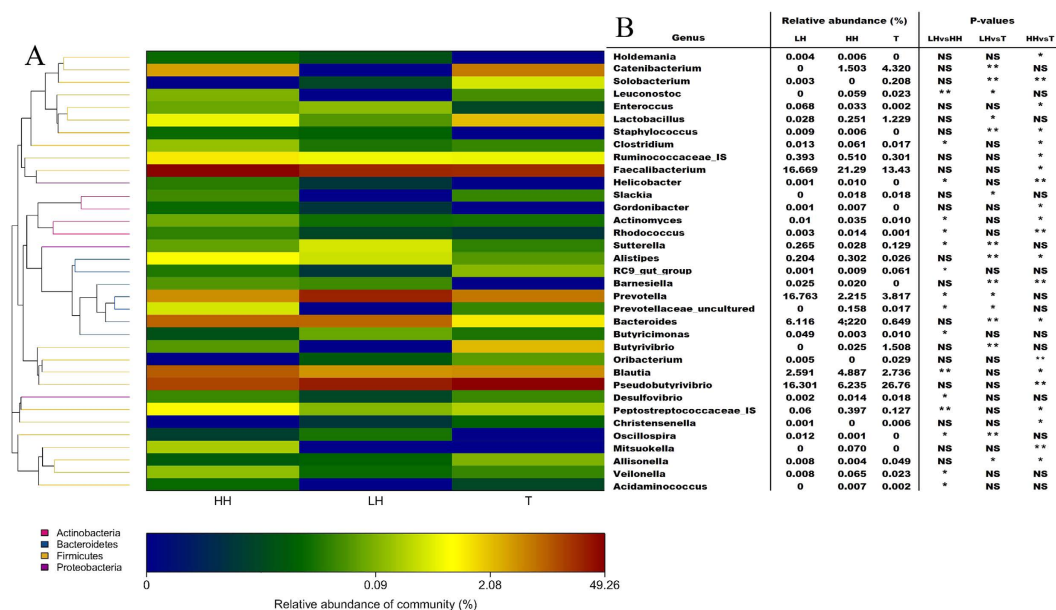 A
B
Relative abundance (%) P-values
Genus LH HH T LHvsHH LHvsT HHvsT
Holdemania 0.004 0.006 0 NS NS *
Catenibacterium 0 1.503 4.320 NS ** NS
Solobacterium 0.003 0 0.208 NS ** **
Leuconostoc 0 0.059 0.023 ** * NS
Enteroccus 0.068 0.033 0.002 NS NS *
Lactobacillus 0.028 0.251 1.229 NS * NS
Staphylococcus 0.009 0.006 0 NS ** *
Clostridium 0.013 0.061 0.017 * NS *
Ruminococcaceae_IS 0.393 0.510 0.301 NS NS *
Faecalibacterium 16.669 21.29 13.43 NS NS *
Helicobacter 0.001 0.010 0 * NS **
Slackia 0 0.018 0.018 NS * NS
Gordonibacter 0.001 0.007 0 NS NS *
Actinomyces 0.01 0.035 0.010 * NS *
Rhodococcus 0.003 0.014 0.001 * NS **
Sutterella 0.265 0.028 0.129 * ** NS
Alistipes 0.204 0.302 0.026 NS ** *
RC9_gut_group 0.001 0.009 0.061 * NS NS
Barnesiella 0.025 0.020 0 NS ** **
Prevotella 16.763 2.215 3.817 * * NS
Prevotellaceae_uncultured 0 0.158 0.017 * * NS
Bacteroides 6.116 4;220 0.649 NS ** *
Butyricimonas 0.049 0.003 0.010 * NS NS
Butyrivibrio 0 0.025 1.508 NS ** NS
Oribacterium 0.005 0 0.029 NS NS **
Blautia 2.591 4.887 2.736 ** NS *
Pseudobutyrivibrio 16.301 6.235 26.76 NS NS **
Desulfovibrio 0.002 0.014 0.018 * NS NS
Peptostreptococcaceae_IS 0.06 0.397 0.127 ** NS *
Christensenella 0.001 0 0.006 NS NS *
Oscillospira 0.012 0.001 0 * ** NS
Mitsuokella 0 0.070 0 NS NS **
Allisonella 0.008 0.004 0.049 NS * *
Veilonella 0.008 0.065 0.023 * NS NS
Acidaminococcus 0 0.007 0.002 * NS NS
HH LH T
Actinobacteria
Bacteroidetes
Firmicutes
Proteobacteria
0 0.09 2.08 49.26
Relative abundance of community (%)